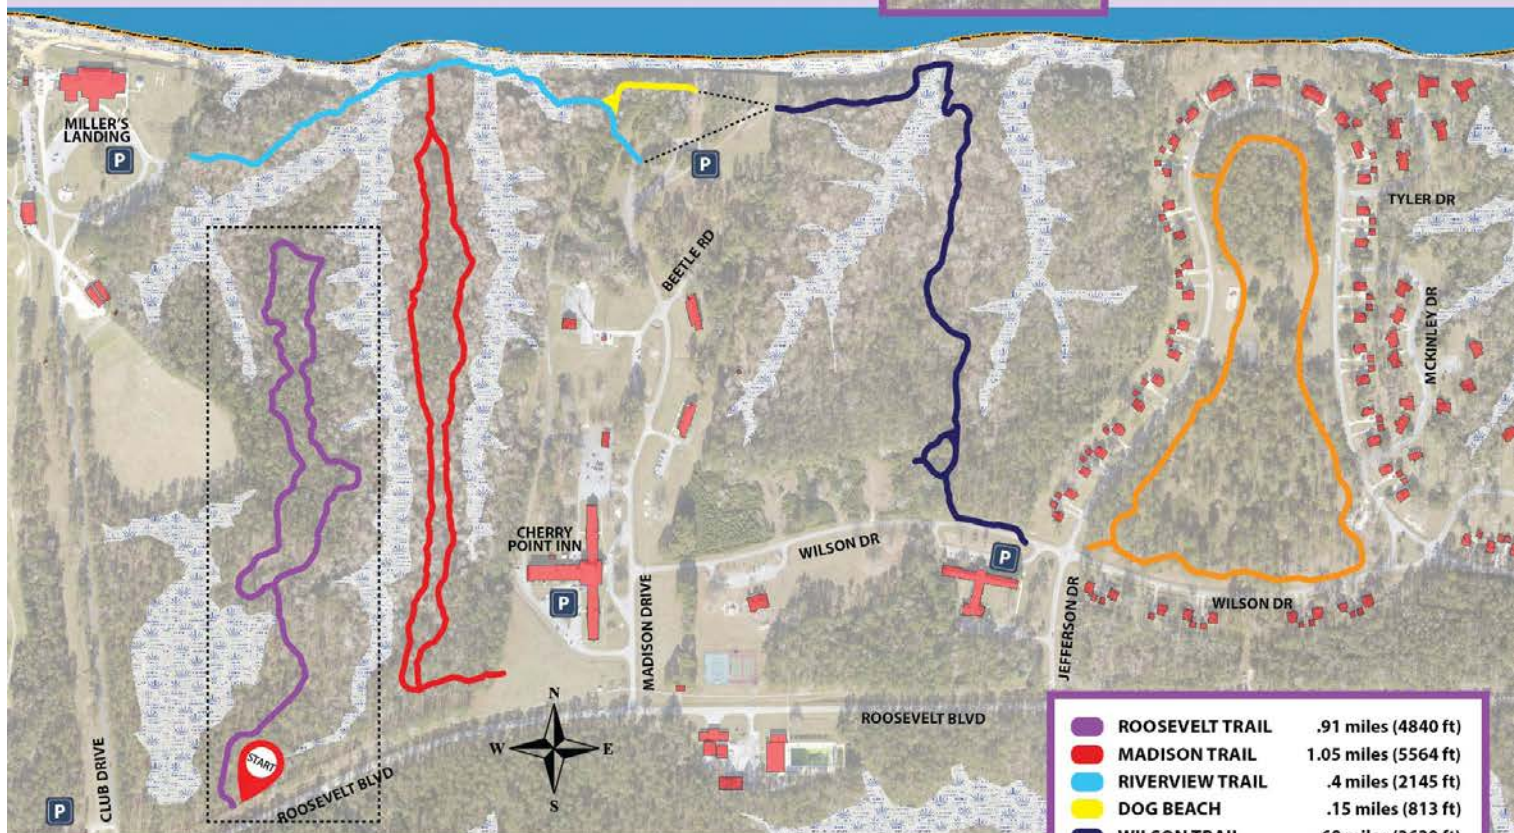 MILLER'S
LANDING
P
P
TYLER DR
BEETLE RD
MCKINLEY DR
CHERRY
POINT INN
P
WILSON DR
P
MADISON DRIVE
JEFFERSON DR
WILSON DR
N
W E
S
ROOSEVELT BLVD
START
ROOSEVELT BLVD
CLUB DRIVE
P
ROOSEVELT TRAIL .91 miles (4840 ft)
MADISON TRAIL 1.05 miles (5564 ft)
RIVERVIEW TRAIL .4 miles (2145 ft)
DOG BEACH .15 miles (813 ft)
WILSON TRAIL